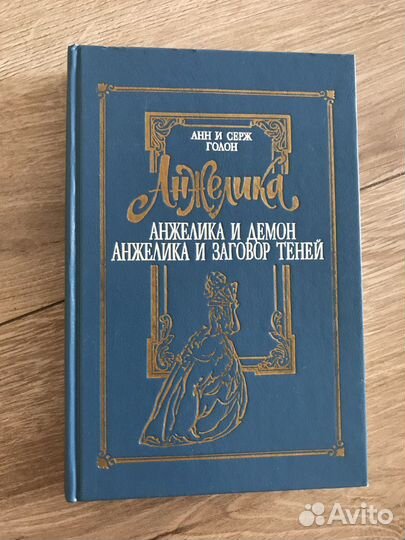 АНН И СЕРЖ
ГОЛОН
Анжелика
АНЖЕЛИКА И ДЕМОН
АНЖЕЛИКА И ЗАГОВОР ТЕНЕЙ
Avito